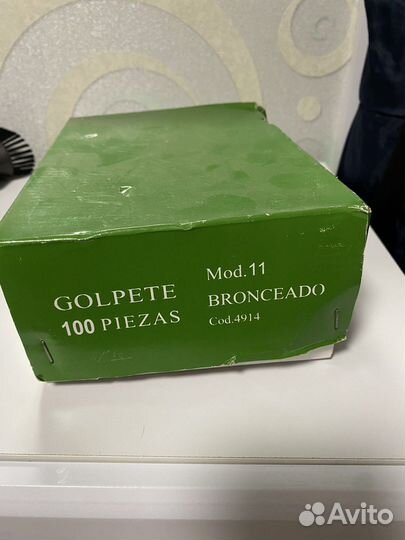 GOLPETE
100 PIEZAS
Mod.11
BRONCEADO
Cod.4914
Avito